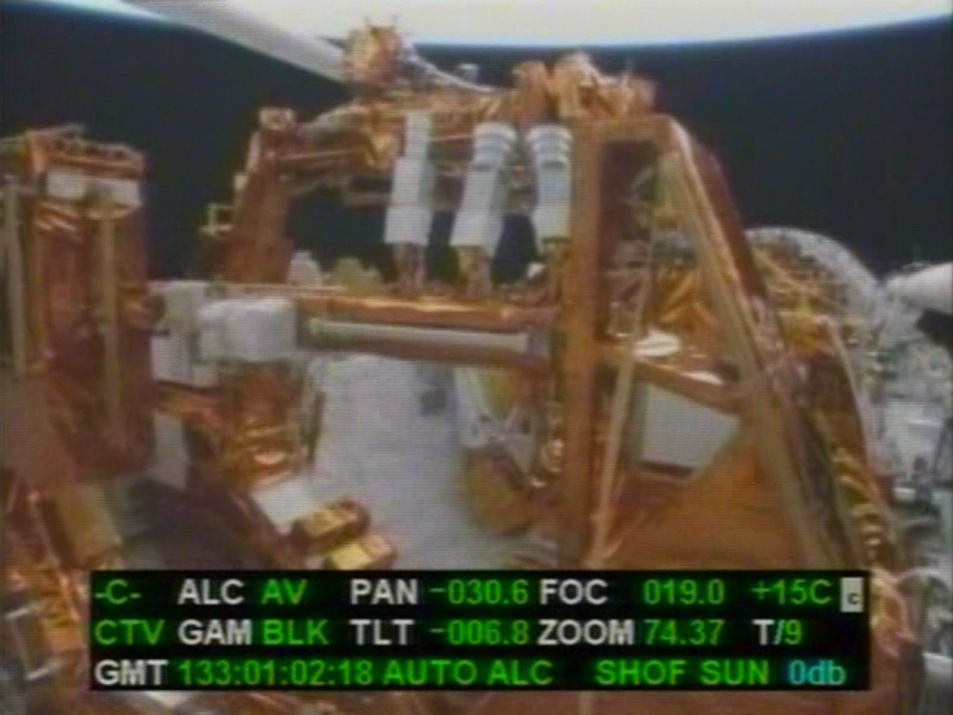 -C- ALC AV PAN -030.6 FOC 019.0 +15C c
CTV GAM BLK TLT -006.8 ZOOM 74.37 T/9
GMT 133:01:02:18 AUTO ALC SHOF SUN 0db